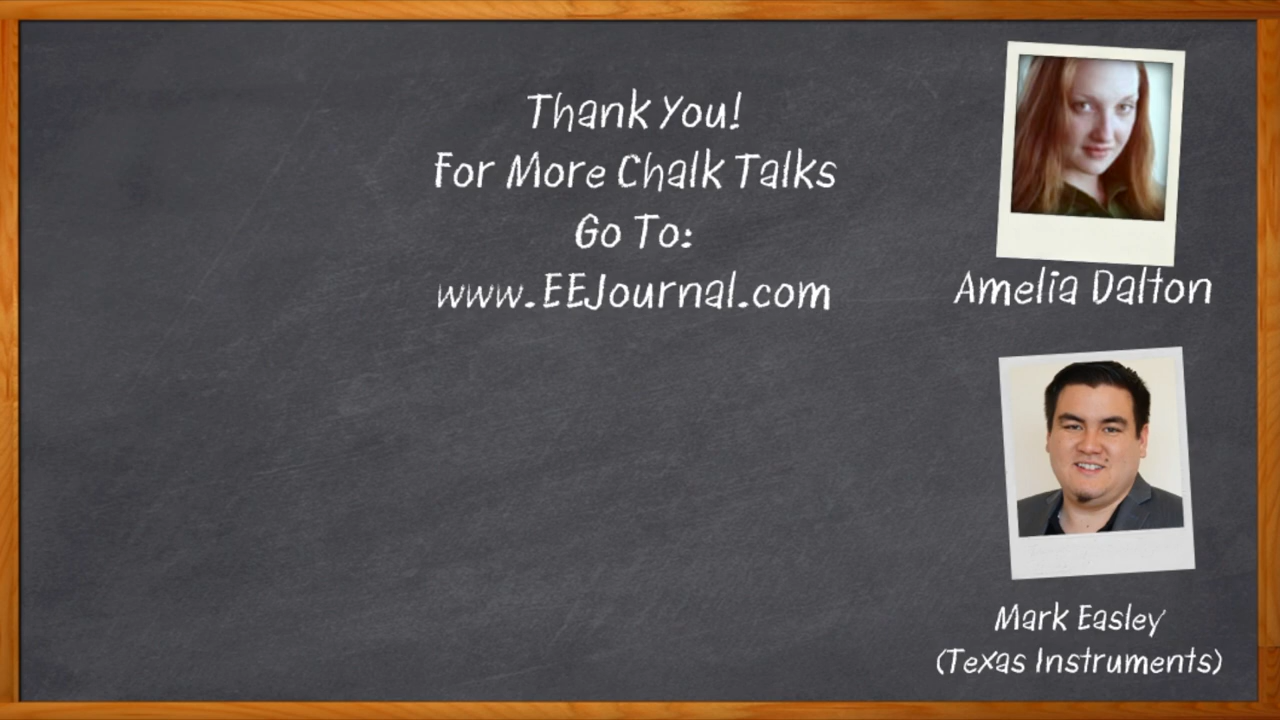 Thank You!
For More Chalk Talks
Go To:
www.EEJournal.com
Amelia Dalton
Mark Easley
(Texas Instruments)